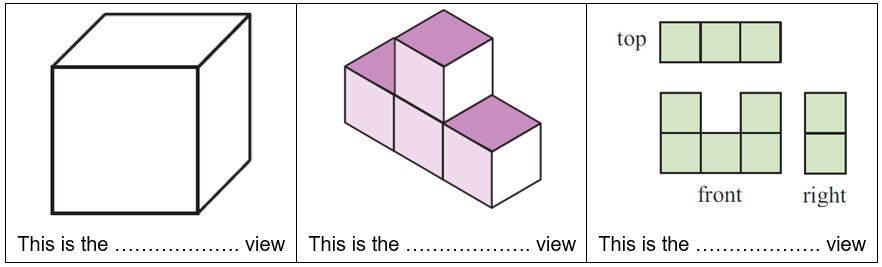 top
front
right
This is the ………………. view
This is the ………………. view
This is the ………………. view